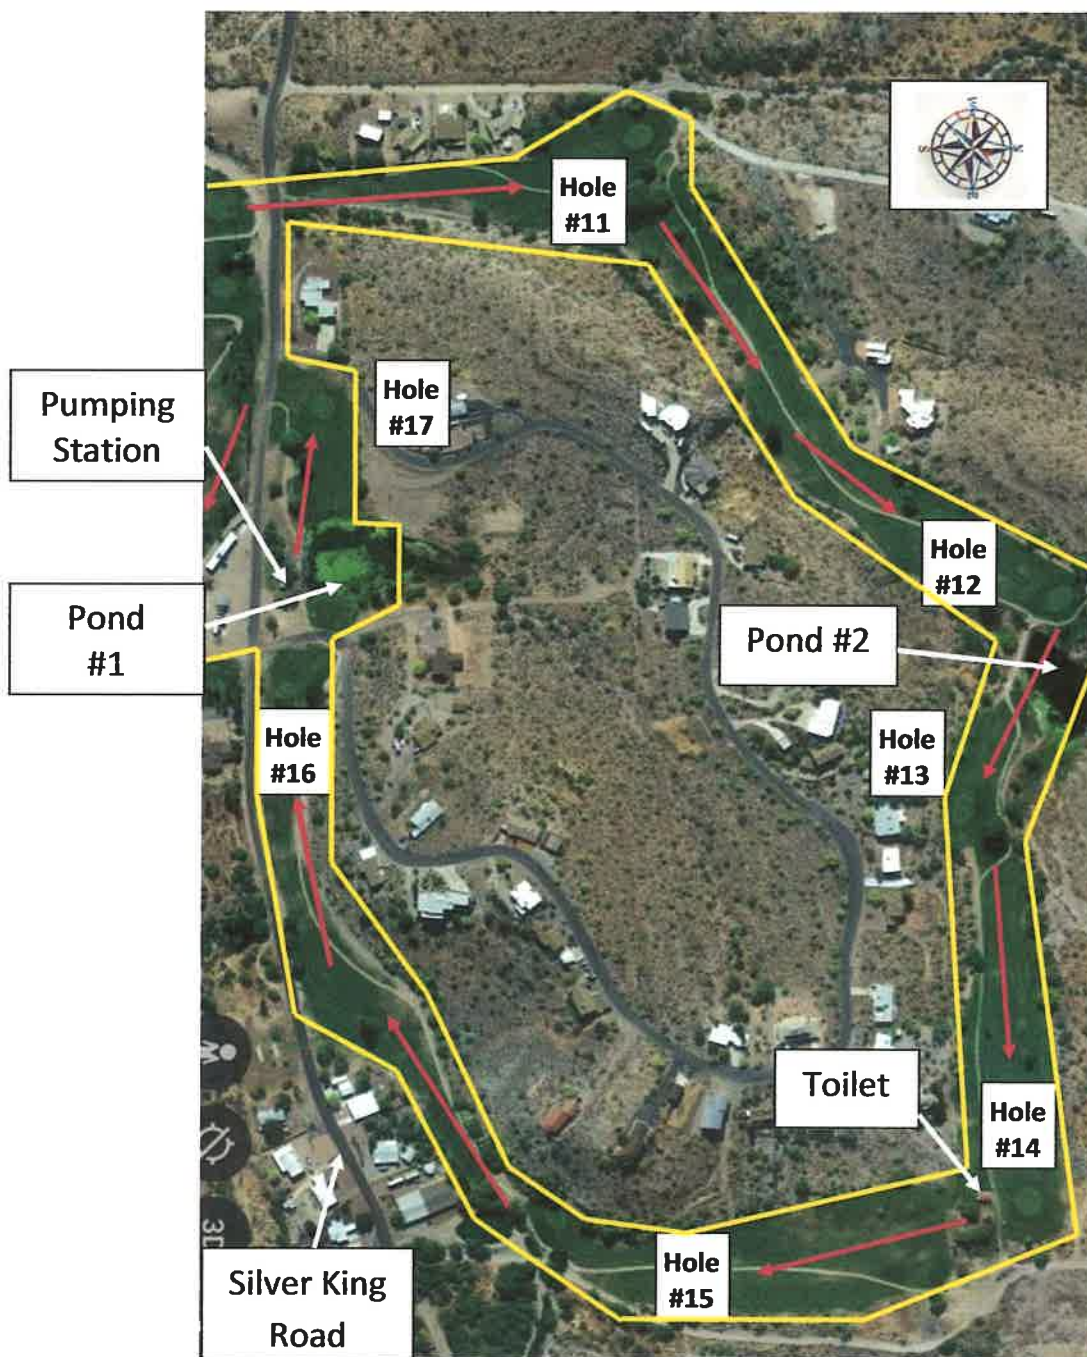 Hole
#11
Hole
#17
Pumping
Station
Hole
#12
Pond
#1
Pond #2
Hole
#13
Hole
#16
Toilet
Hole
#14
Hole
#15
Silver King
Road
3D